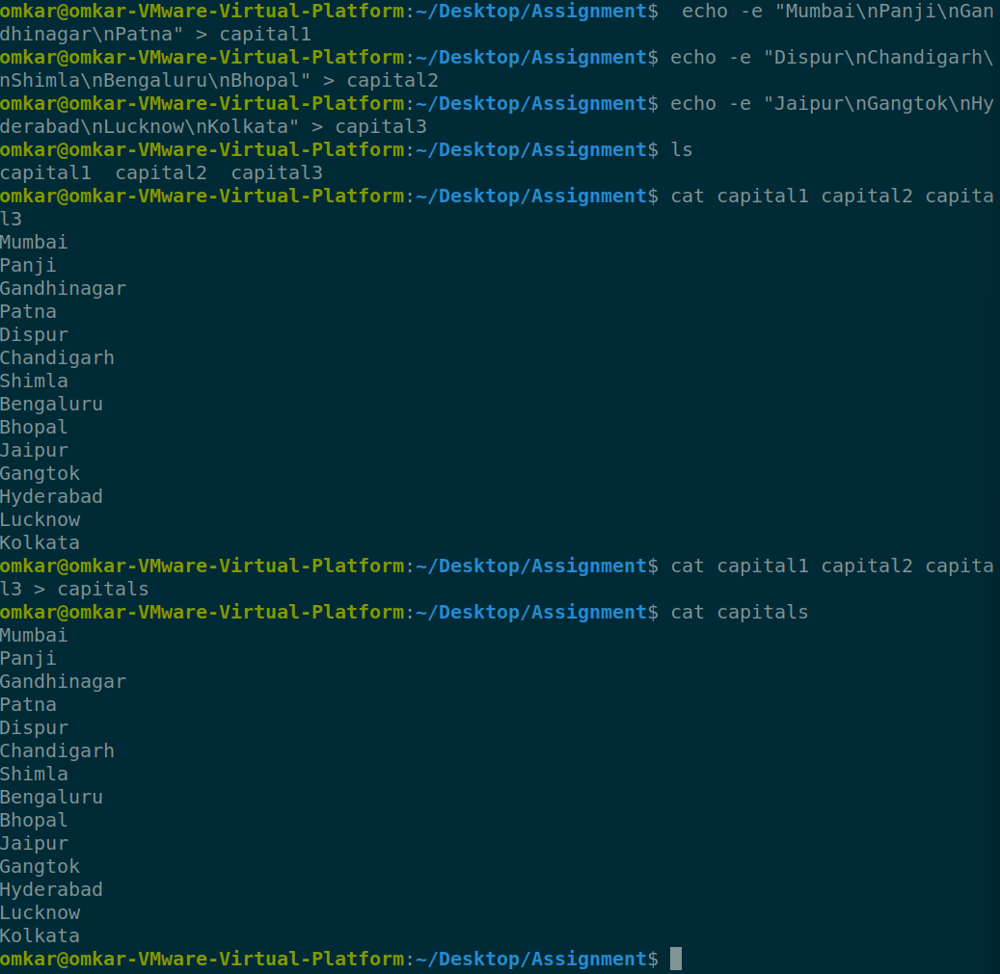 omkar@omkar-VMware-Virtual-Platform:~/Desktop/Assignment$  echo -e "Mumbai\nPanji\nGan
dhinagar\nPatna" > capital1
omkar@omkar-VMware-Virtual-Platform:~/Desktop/Assignment$ echo -e "Dispur\nChandigarh\
nShimla\nBengaluru\nBhopal" > capital2
omkar@omkar-VMware-Virtual-Platform:~/Desktop/Assignment$ echo -e "Jaipur\nGangtok\nHy
derabad\nLucknow\nKolkata" > capital3
omkar@omkar-VMware-Virtual-Platform:~/Desktop/Assignment$ ls
capital1  capital2  capital3
omkar@omkar-VMware-Virtual-Platform:~/Desktop/Assignment$ cat capital1 capital2 capita
l3
Mumbai
Panji
Gandhinagar
Patna
Dispur
Chandigarh
Shimla
Bengaluru
Bhopal
Jaipur
Gangtok
Hyderabad
Lucknow
Kolkata
omkar@omkar-VMware-Virtual-Platform:~/Desktop/Assignment$ cat capital1 capital2 capita
l3 > capitals
omkar@omkar-VMware-Virtual-Platform:~/Desktop/Assignment$ cat capitals
Mumbai
Panji
Gandhinagar
Patna
Dispur
Chandigarh
Shimla
Bengaluru
Bhopal
Jaipur
Gangtok
Hyderabad
Lucknow
Kolkata
omkar@omkar-VMware-Virtual-Platform:~/Desktop/Assignment$